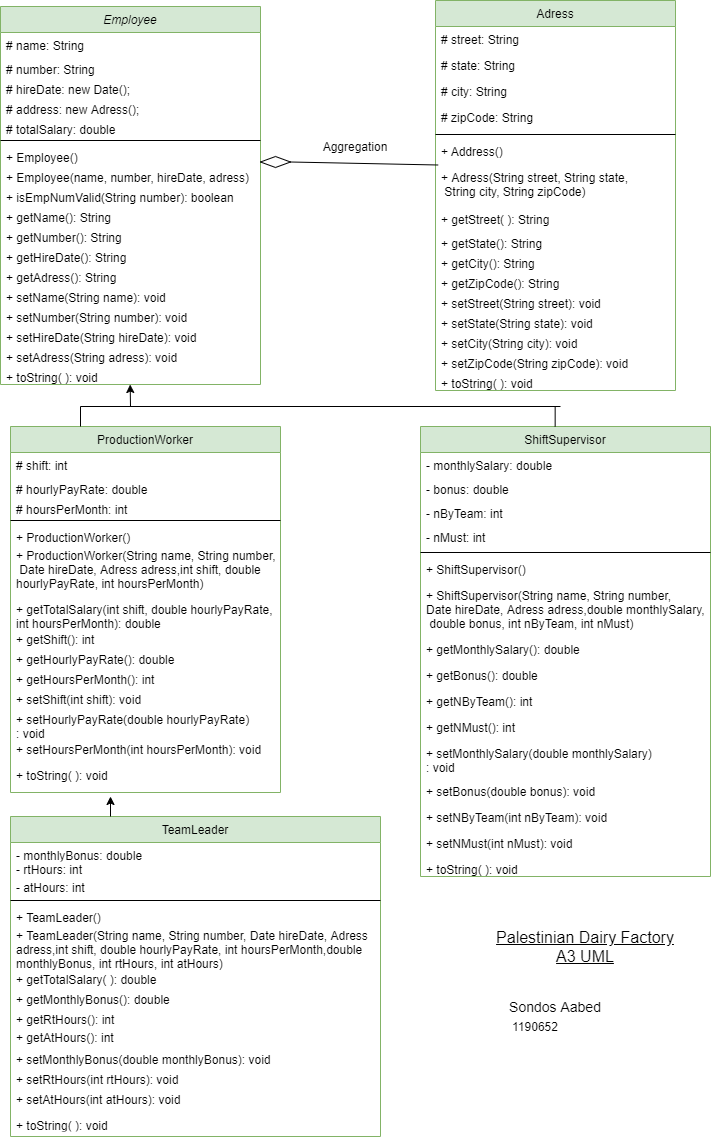 Employee
# name: String
# number: String
# hireDate: new Date();
# address: new Adress();
# totalSalary: double
+ Employee()
+ Employee(name, number, hireDate, adress)
+ isEmpNumValid(String number): boolean
+ getName(): String
+ getNumber(): String
+ getHireDate(): String
+ getAdress(): String
+ setName(String name): void
+ setNumber(String number): void
+ setHireDate(String hireDate): void
+ setAdress(String adress): void
+ toString( ): void
Aggregation
Adress
# street: String
# state: String
# city: String
# zipCode: String
+ Address()
+ Adress(String street, String state,
String city, String zipCode)
+ getStreet( ): String
+ getState(): String
+ getCity(): String
+ getZipCode(): String
+ setStreet(String street): void
+ setState(String state): void
+ setCity(String city): void
+ setZipCode(String zipCode): void
+ toString( ): void
ProductionWorker
# shift: int
# hourlyPayRate: double
# hoursPerMonth: int
+ ProductionWorker()
+ ProductionWorker(String name, String number,
Date hireDate, Adress adress,int shift, double
hourlyPayRate, int hoursPerMonth)
+ getTotalSalary(int shift, double hourlyPayRate,
int hoursPerMonth): double
+ getShift(): int
+ getHourlyPayRate(): double
+ getHoursPerMonth(): int
+ setShift(int shift): void
+ setHourlyPayRate(double hourlyPayRate)
: void
+ setHoursPerMonth(int hoursPerMonth): void
+ toString( ): void
ShiftSupervisor
- monthlySalary: double
- bonus: double
- nByTeam: int
- nMust: int
+ ShiftSupervisor()
+ ShiftSupervisor(String name, String number,
Date hireDate, Adress adress,double monthlySalary,
double bonus, int nByTeam, int nMust)
+ getMonthlySalary(): double
+ getBonus(): double
+ getNByTeam(): int
+ getNMust(): int
+ setMonthlySalary(double monthlySalary)
: void
+ setBonus(double bonus): void
+ setNByTeam(int nByTeam): void
+ setNMust(int nMust): void
+ toString( ): void
TeamLeader
- monthlyBonus: double
- rtHours: int
- atHours: int
+ TeamLeader()
+ TeamLeader(String name, String number, Date hireDate, Adress
adress,int shift, double hourlyPayRate, int hoursPerMonth,double
monthlyBonus, int rtHours, int atHours)
+ getTotalSalary( ): double
+ getMonthlyBonus(): double
+ getRtHours(): int
+ getAtHours(): int
+ setMonthlyBonus(double monthlyBonus): void
+ setRtHours(int rtHours): void
+ setAtHours(int atHours): void
+ toString( ): void
Palestinian Dairy Factory
A3 UML
Sondos Aabed
1190652